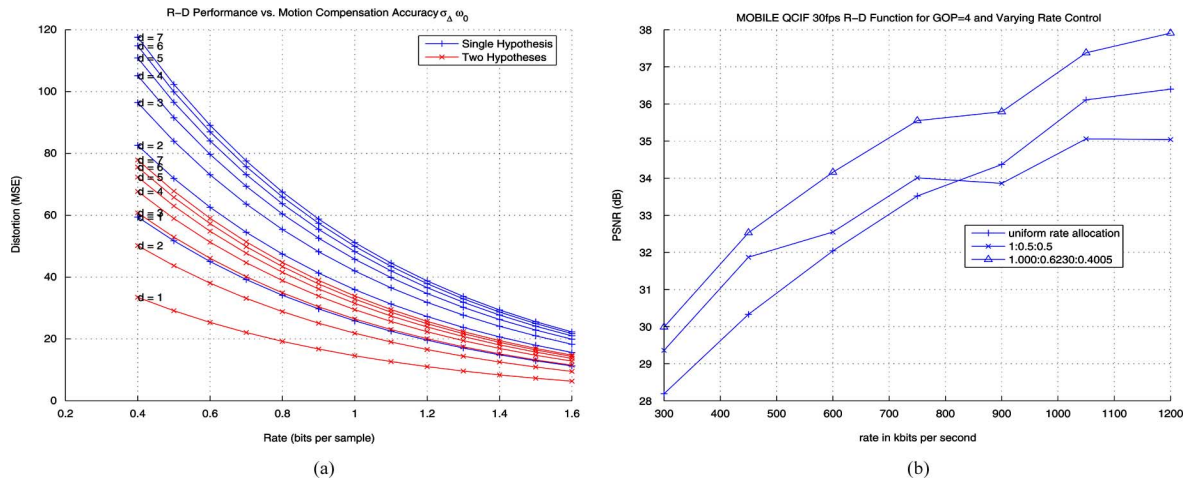 R-D Performance vs. Motion Compensation Accuracy σΔ ω0
120
100
80
60
40
20
0
Distortion (MSE)
d = 7
d = 6
d = 5
d = 4
d = 3
d = 2
d = 7
d = 6
d = 5
d = 4
d = 3
d = 1
d = 2
d = 1
Single Hypothesis
Two Hypotheses
0.2 0.4 0.6 0.8 1 1.2 1.4 1.6
Rate (bits per sample)
(a)
MOBILE QCIF 30fps R-D Function for GOP=4 and Varying Rate Control
38
37
36
35
34
33
32
31
30
29
28
PSNR (dB)
uniform rate allocation
1:0.5:0.5
1.000:0.6230:0.4005
300 400 500 600 700 800 900 1000 1100 1200
rate in kbits per second
(b)